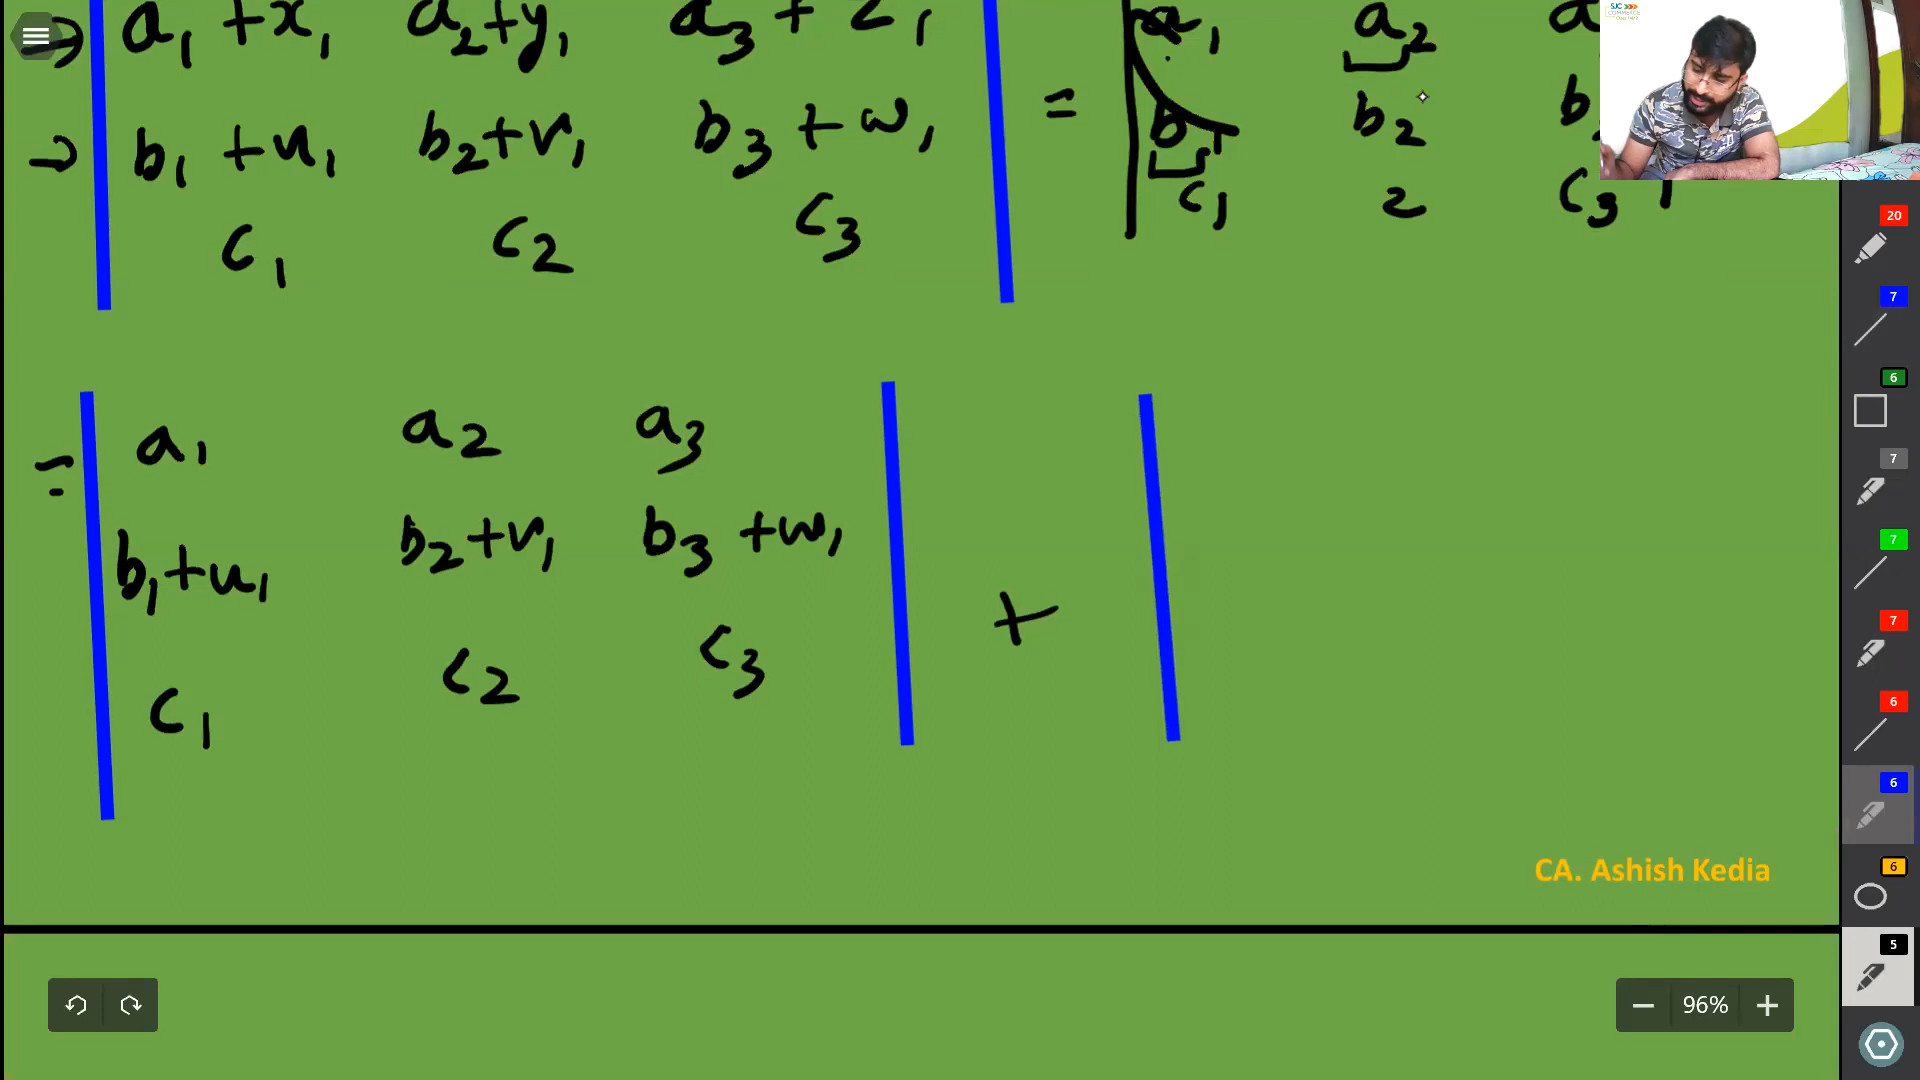 ⇒ a₁ + x₁ a₂+y₁ a₃ + z₁ a₁ a₂ a
⇒ b₁ + u₁ b₂+v₁ b₃ + w₁ = b₁ b₂ b
c₁ c₂ c₃ c₁ 2 c₃
= a₁ a₂ a₃
b₁+u₁ b₂+v₁ b₃ +w₁ +
c₁ c₂ c₃
CA. Ashish Kedia
96%
SJC
COMMERCE
20
7
6
7
7
7
6
6
6
5